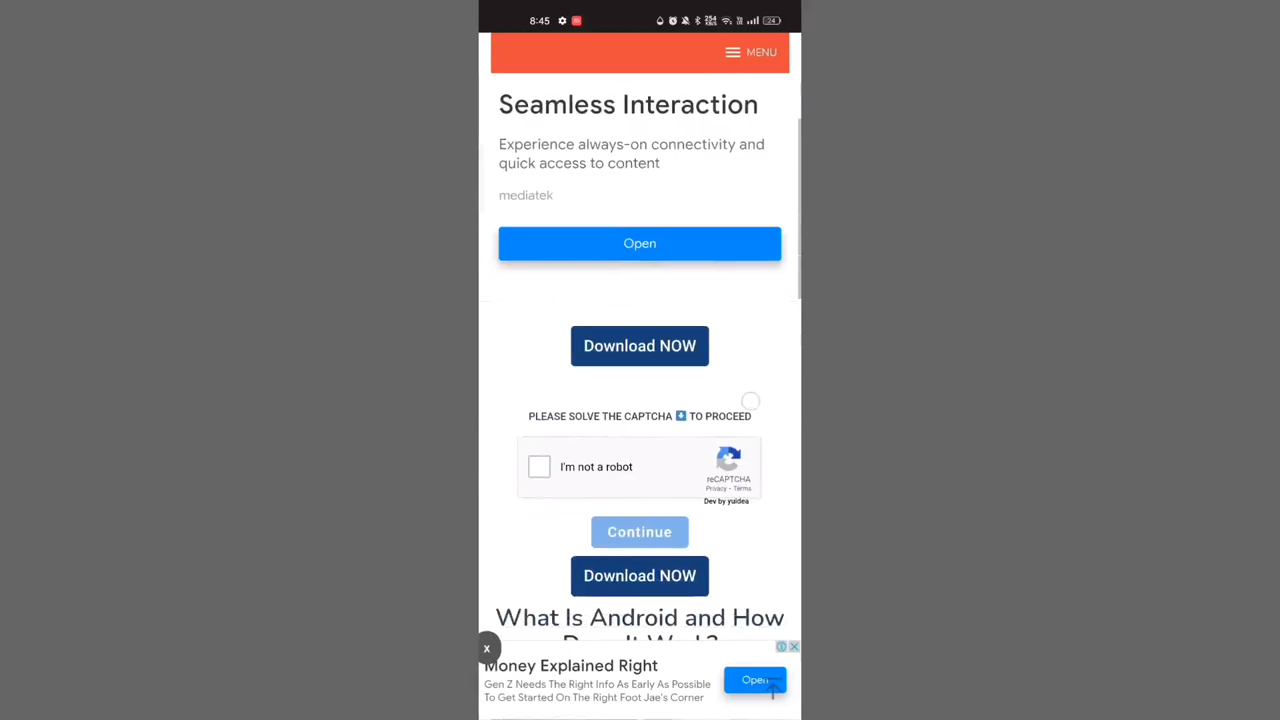 8:45
24
MENU
Seamless Interaction
Experience always-on connectivity and
quick access to content
mediatek
Open
Download NOW
PLEASE SOLVE THE CAPTCHA ⬇ TO PROCEED
I'm not a robot
reCAPTCHA
Privacy - Terms
Dev by yuidea
Continue
Download NOW
What Is Android and How
x
Money Explained Right
Gen Z Needs The Right Info As Early As Possible
To Get Started On The Right Foot Jae's Corner
Open